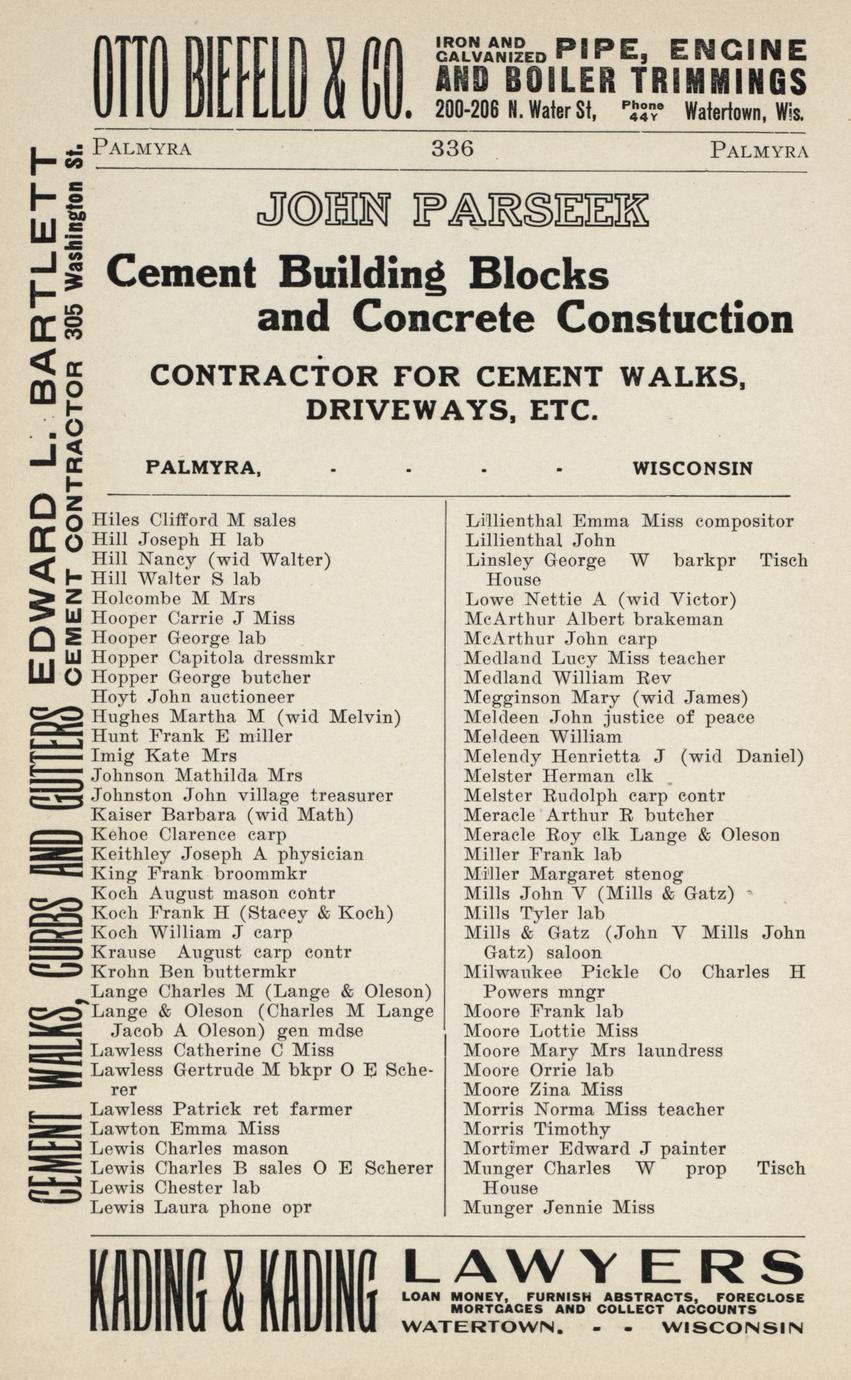 OTTO BIEFELD & CO.
IRON AND GALVANIZED PIPE, ENGINE
AND BOILER TRIMMINGS
200-206 N. Water St, Phone 44Y Watertown, Wis.
PALMYRA 336 PALMYRA
EDWARD L. BARTLETT
CEMENT CONTRACTOR 305 Washington St.
CEMENT WALKS, CURBS AND GUTTERS
JOHN PARSEEK
Cement Building Blocks
and Concrete Constuction
CONTRACTOR FOR CEMENT WALKS,
DRIVEWAYS, ETC.
PALMYRA, - - - - WISCONSIN
Hiles Clifford M sales
Hill Joseph H lab
Hill Nancy (wid Walter)
Hill Walter S lab
Holcombe M Mrs
Hooper Carrie J Miss
Hooper George lab
Hopper Capitola dressmkr
Hopper George butcher
Hoyt John auctioneer
Hughes Martha M (wid Melvin)
Hunt Frank E miller
Imig Kate Mrs
Johnson Mathilda Mrs
Johnston John village treasurer
Kaiser Barbara (wid Math)
Kehoe Clarence carp
Keithley Joseph A physician
King Frank broommkr
Koch August mason contr
Koch Frank H (Stacey & Koch)
Koch William J carp
Krause August carp contr
Krohn Ben buttermkr
Lange Charles M (Lange & Oleson)
Lange & Oleson (Charles M Lange
Jacob A Oleson) gen mdse
Lawless Catherine C Miss
Lawless Gertrude M bkpr O E Sche-
rer
Lawless Patrick ret farmer
Lawton Emma Miss
Lewis Charles mason
Lewis Charles B sales O E Scherer
Lewis Chester lab
Lewis Laura phone opr
Lillienthal Emma Miss compositor
Lillienthal John
Linsley George W barkpr Tisch
House
Lowe Nettie A (wid Victor)
McArthur Albert brakeman
McArthur John carp
Medland Lucy Miss teacher
Medland William Rev
Megginson Mary (wid James)
Meldeen John justice of peace
Meldeen William
Melendy Henrietta J (wid Daniel)
Melster Herman clk
Melster Rudolph carp contr
Meracle Arthur R butcher
Meracle Roy clk Lange & Oleson
Miller Frank lab
Miller Margaret stenog
Mills John V (Mills & Gatz)
Mills Tyler lab
Mills & Gatz (John V Mills John
Gatz) saloon
Milwaukee Pickle Co Charles H
Powers mngr
Moore Frank lab
Moore Lottie Miss
Moore Mary Mrs laundress
Moore Orrie lab
Moore Zina Miss
Morris Norma Miss teacher
Morris Timothy
Mortimer Edward J painter
Munger Charles W prop Tisch
House
Munger Jennie Miss
KADING & KADING
LAWYERS
LOAN MONEY, FURNISH ABSTRACTS, FORECLOSE
MORTGAGES AND COLLECT ACCOUNTS
WATERTOWN. - - WISCONSIN